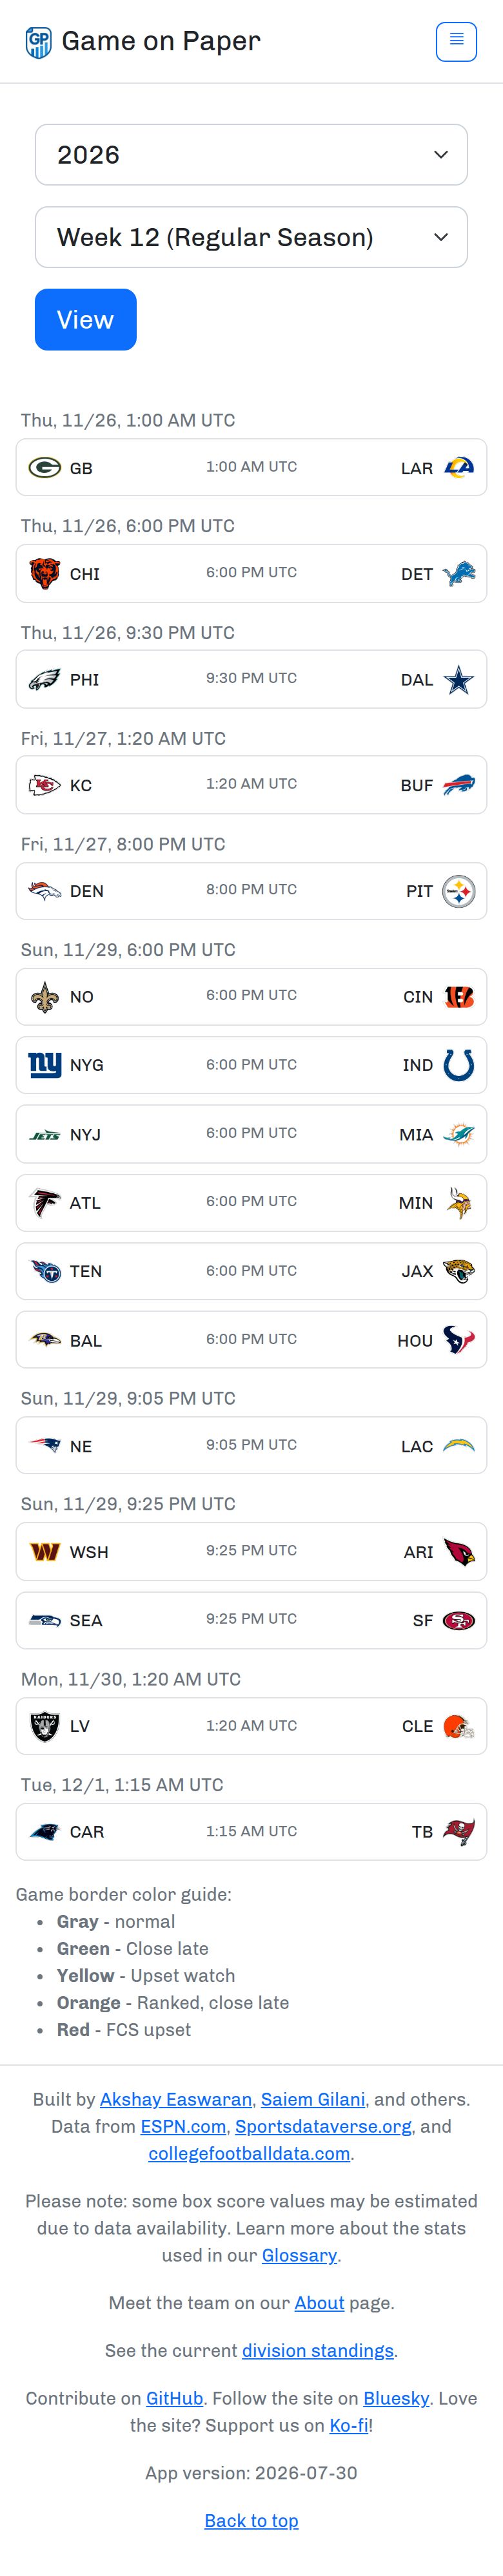 GP Game on Paper
2026
Week 12 (Regular Season)
View
Thu, 11/26, 1:00 AM UTC
GB 1:00 AM UTC LAR
Thu, 11/26, 6:00 PM UTC
CHI 6:00 PM UTC DET
Thu, 11/26, 9:30 PM UTC
PHI 9:30 PM UTC DAL
Fri, 11/27, 1:20 AM UTC
KC 1:20 AM UTC BUF
Fri, 11/27, 8:00 PM UTC
DEN 8:00 PM UTC PIT
Sun, 11/29, 6:00 PM UTC
NO 6:00 PM UTC CIN
ny NYG 6:00 PM UTC IND
JETS NYJ 6:00 PM UTC MIA
ATL 6:00 PM UTC MIN
TEN 6:00 PM UTC JAX
BAL 6:00 PM UTC HOU
Sun, 11/29, 9:05 PM UTC
NE 9:05 PM UTC LAC
Sun, 11/29, 9:25 PM UTC
W WSH 9:25 PM UTC ARI
SEA 9:25 PM UTC SF
Mon, 11/30, 1:20 AM UTC
RAIDERS LV 1:20 AM UTC CLE
Tue, 12/1, 1:15 AM UTC
CAR 1:15 AM UTC TB
Game border color guide:
• Gray - normal
• Green - Close late
• Yellow - Upset watch
• Orange - Ranked, close late
• Red - FCS upset
Built by Akshay Easwaran, Saiem Gilani, and others.
Data from ESPN.com, Sportsdataverse.org, and
collegefootballdata.com.
Please note: some box score values may be estimated
due to data availability. Learn more about the stats
used in our Glossary.
Meet the team on our About page.
See the current division standings.
Contribute on GitHub. Follow the site on Bluesky. Love
the site? Support us on Ko-fi!
App version: 2026-07-30
Back to top